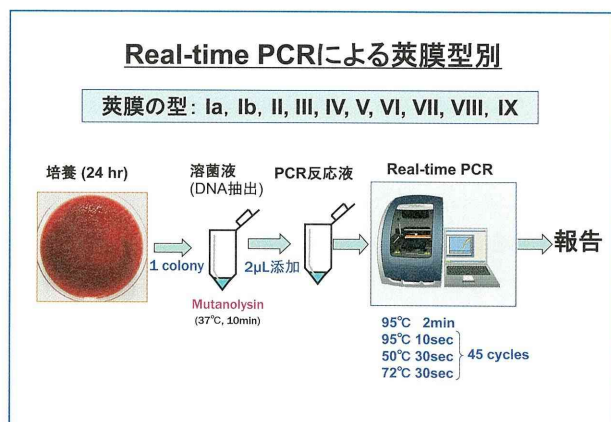 Real-time PCRによる莢膜型別
莢膜の型: Ia, Ib, II, III, IV, V, VI, VII, VIII, IX
培養 (24 hr)
溶菌液
(DNA抽出)
PCR反応液
Real-time PCR
1 colony
2μL添加
報告
Mutanolysin
(37℃, 10min)
95℃ 2min
95℃ 10sec
50℃ 30sec
72℃ 30sec
45 cycles